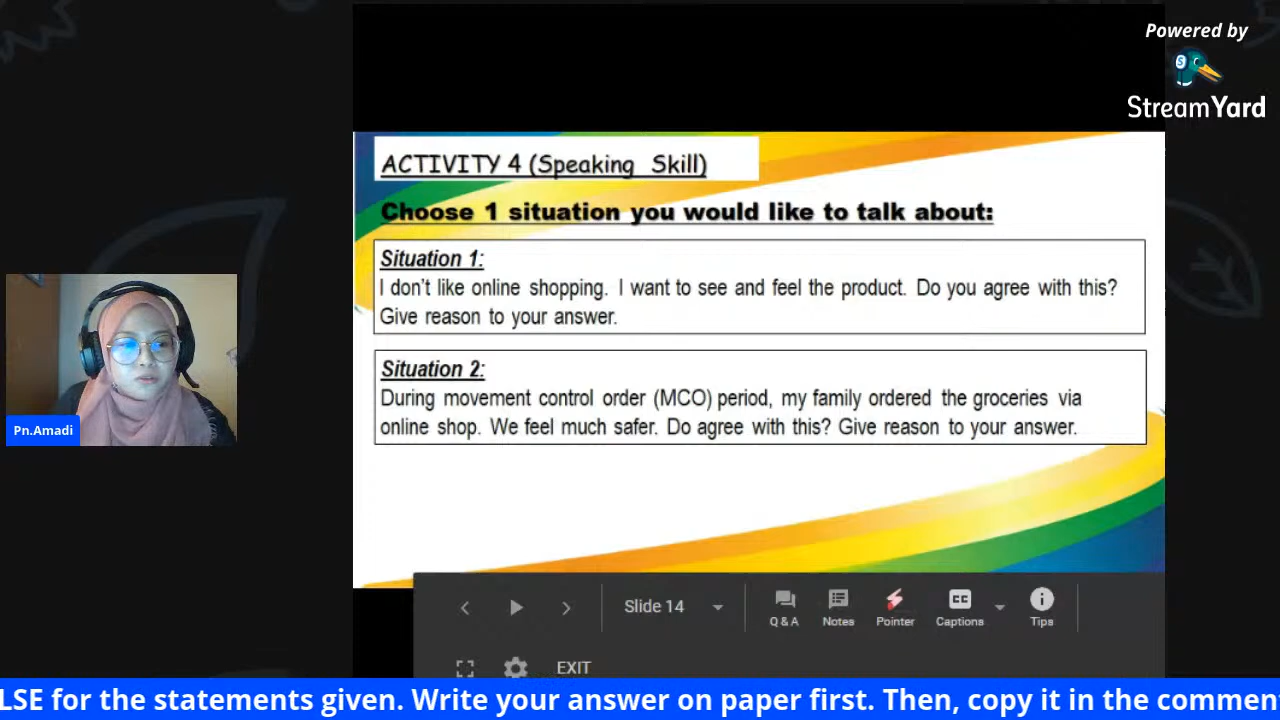 Powered by
StreamYard
ACTIVITY 4 (Speaking Skill)
Choose 1 situation you would like to talk about:
Situation 1:
I don't like online shopping. I want to see and feel the product. Do you agree with this?
Give reason to your answer.
Situation 2:
During movement control order (MCO) period, my family ordered the groceries via
online shop. We feel much safer. Do agree with this? Give reason to your answer.
Pn.Amadi
Slide 14
Q & A
Notes
Pointer
CC
Captions
Tips
EXIT
LSE for the statements given. Write your answer on paper first. Then, copy it in the commen